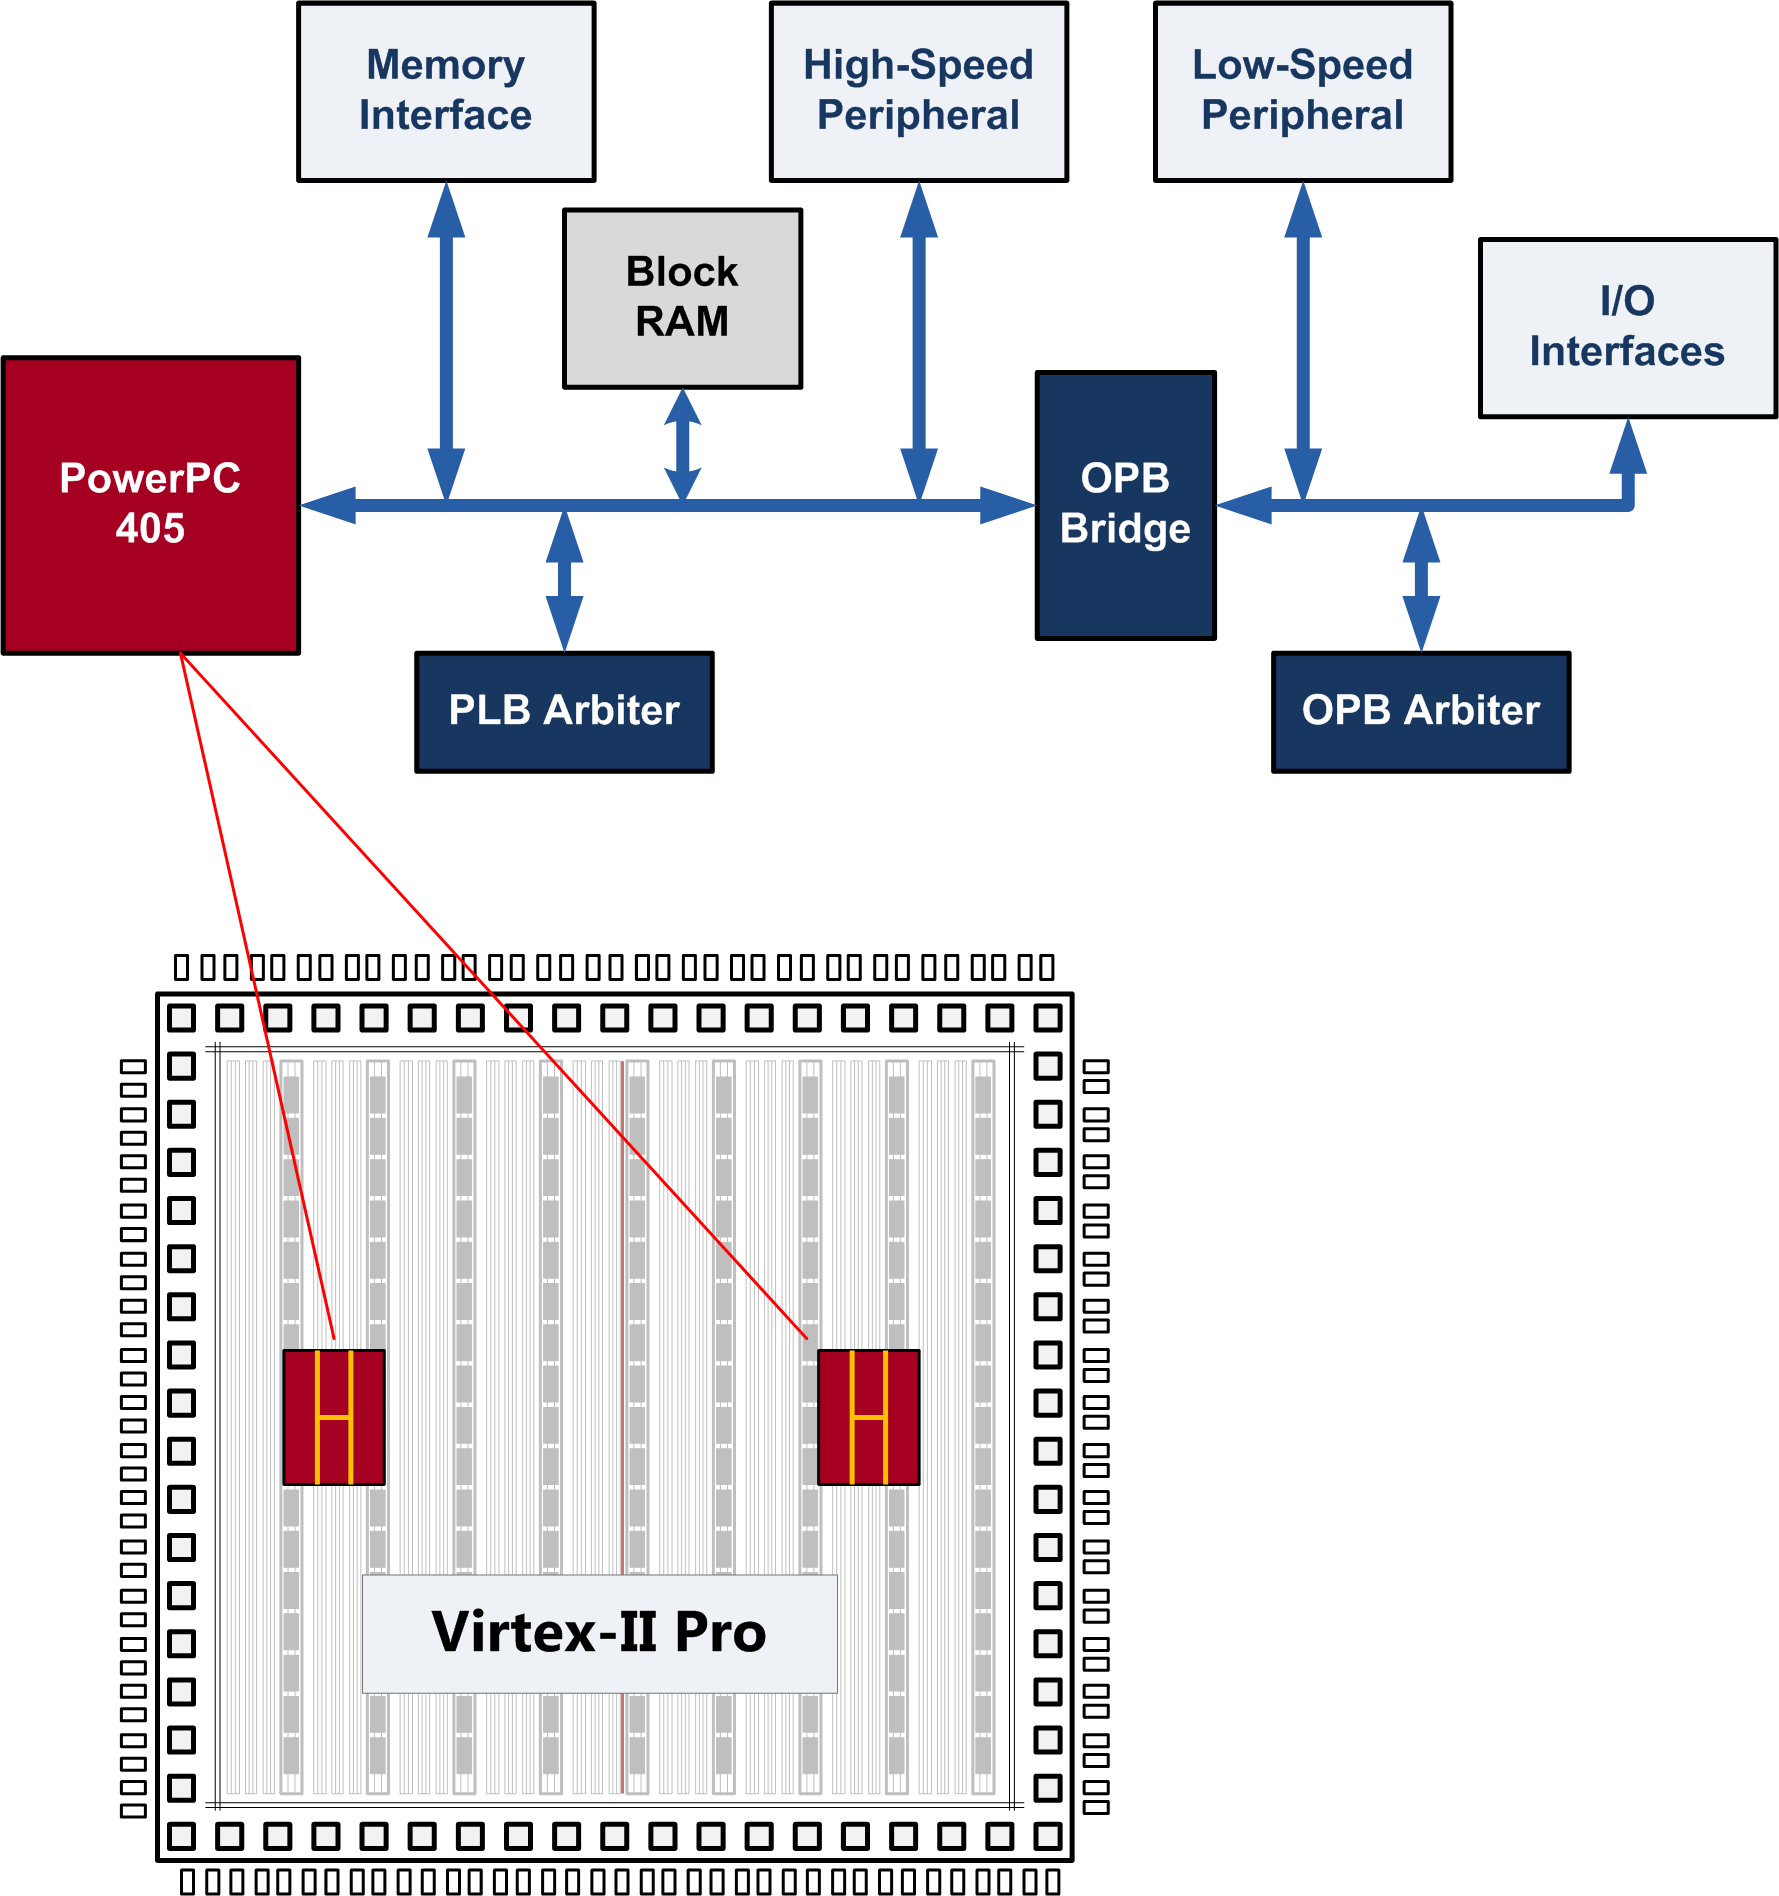 Memory
Interface
High-Speed
Peripheral
Low-Speed
Peripheral
Block
RAM
I/O
Interfaces
PowerPC
405
OPB
Bridge
PLB Arbiter
OPB Arbiter
Virtex-II Pro